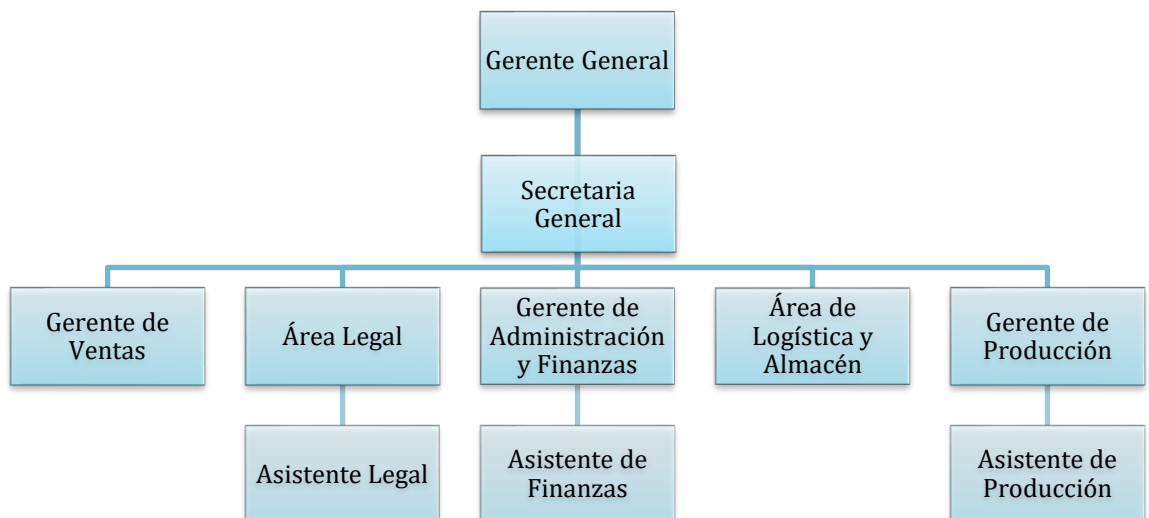 Gerente General
Secretaria
General
Gerente de
Ventas
Área Legal
Gerente de
Administración
y Finanzas
Área de
Logística y
Almacén
Gerente de
Producción
Asistente Legal
Asistente de
Finanzas
Asistente de
Producción